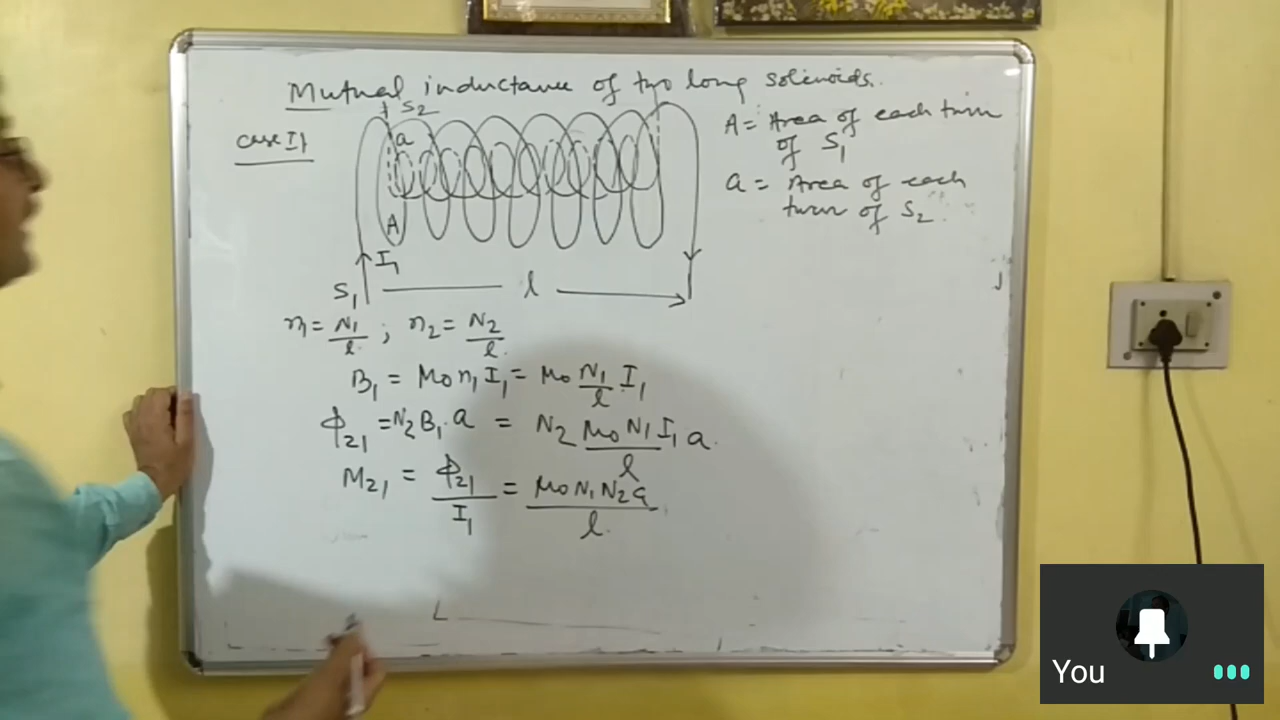 Mutual inductance of two long solenoids.
case I)
S2
a
A
I1
S1
l
A = Area of each turn
of S1
a = Area of each
turn of S2.
n1 = N1/l ; n2 = N2/l.
B1 = μ0 n1 I1 = μ0 N1/l I1
Φ21 = N2 B1.a = N2 μ0 N1/l I1 a.
M21 = Φ21/I1 = μ0 N1 N2 a/l.
You